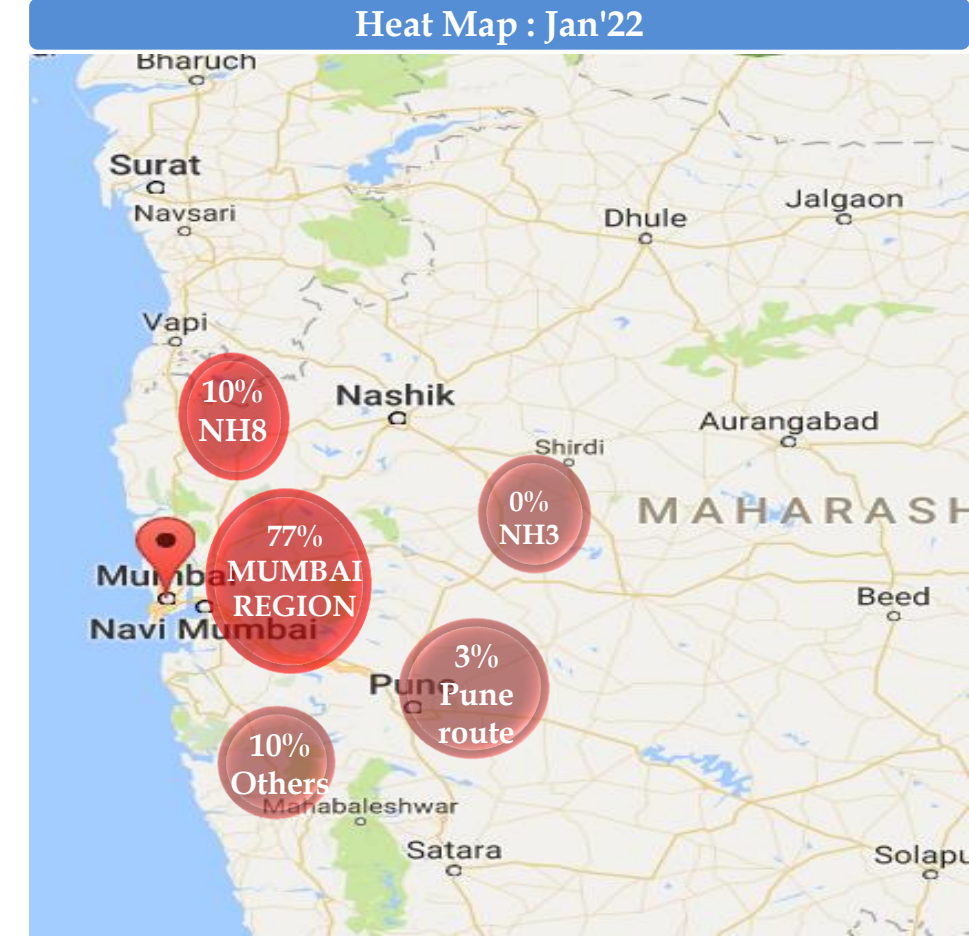 Heat Map : Jan'22
Bharuch
Surat
Navsari
Dhule
Jalgaon
Vapi
10%
NH8
Nashik
Aurangabad
Shirdi
0%
NH3
MAHARASH
77%
MUMBAI
REGION
Mumbai
Navi Mumbai
Beed
3%
Pune
route
Pune
10%
Others
Mahabaleshwar
Satara
Solapu